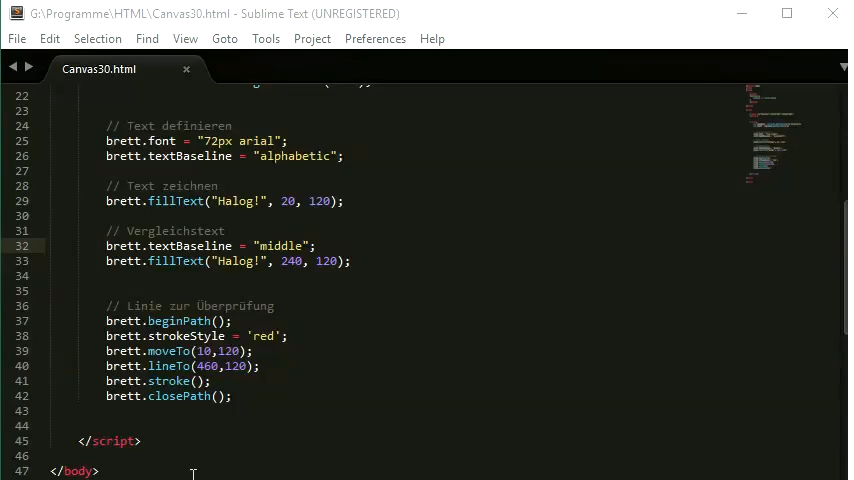 G:\Programme\HTML\Canvas30.html - Sublime Text (UNREGISTERED)
File Edit Selection Find View Goto Tools Project Preferences Help
Canvas30.html
22
23
24 // Text definieren
25 brett.font = "72px arial";
26 brett.textBaseline = "alphabetic";
27
28 // Text zeichnen
29 brett.fillText("Halog!", 20, 120);
30
31 // Vergleichstext
32 brett.textBaseline = "middle";
33 brett.fillText("Halog!", 240, 120);
34
35
36 // Linie zur Überprüfung
37 brett.beginPath();
38 brett.strokeStyle = 'red';
39 brett.moveTo(10,120);
40 brett.lineTo(460,120);
41 brett.stroke();
42 brett.closePath();
43
44
45 </script>
46
47 </body>